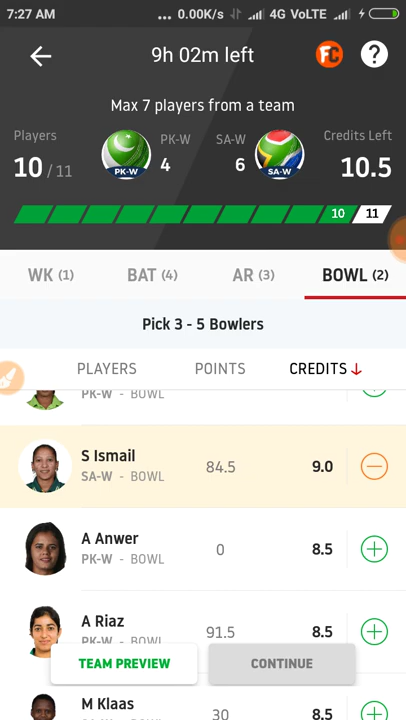 7:27 AM ... 0.00K/s 4G VoLTE
9h 02m left FC ?
Max 7 players from a team
Players PK-W SA-W Credits Left
10 / 11 PK-W 4 6 SA-W 10.5
10 11
WK (1) BAT (4) AR (3) BOWL (2)
Pick 3 - 5 Bowlers
PLAYERS POINTS CREDITS↓
PK-W - BOWL
S Ismail
SA-W - BOWL 84.5 9.0
A Anwer
PK-W - BOWL 0 8.5
A Riaz
PK-W - BOWL 91.5 8.5
TEAM PREVIEW CONTINUE
M Klaas
30 8.5